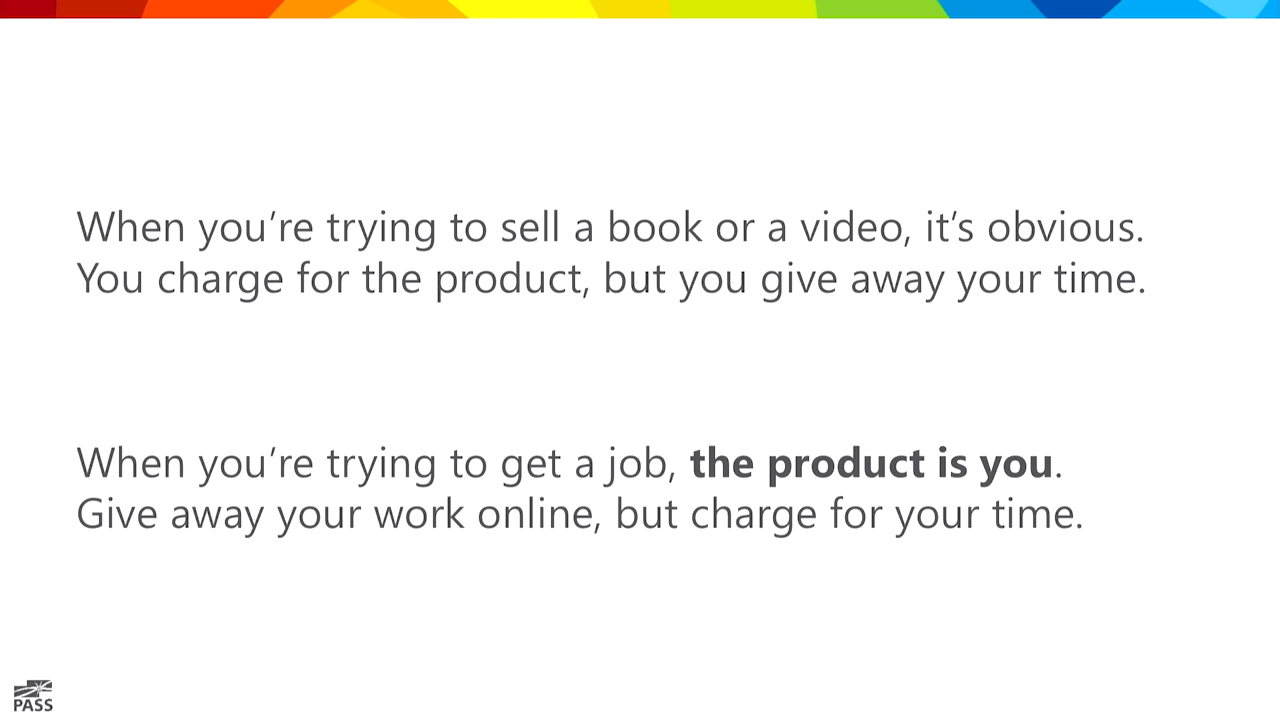 When you’re trying to sell a book or a video, it’s obvious.
You charge for the product, but you give away your time.
When you’re trying to get a job, the product is you.
Give away your work online, but charge for your time.
PASS